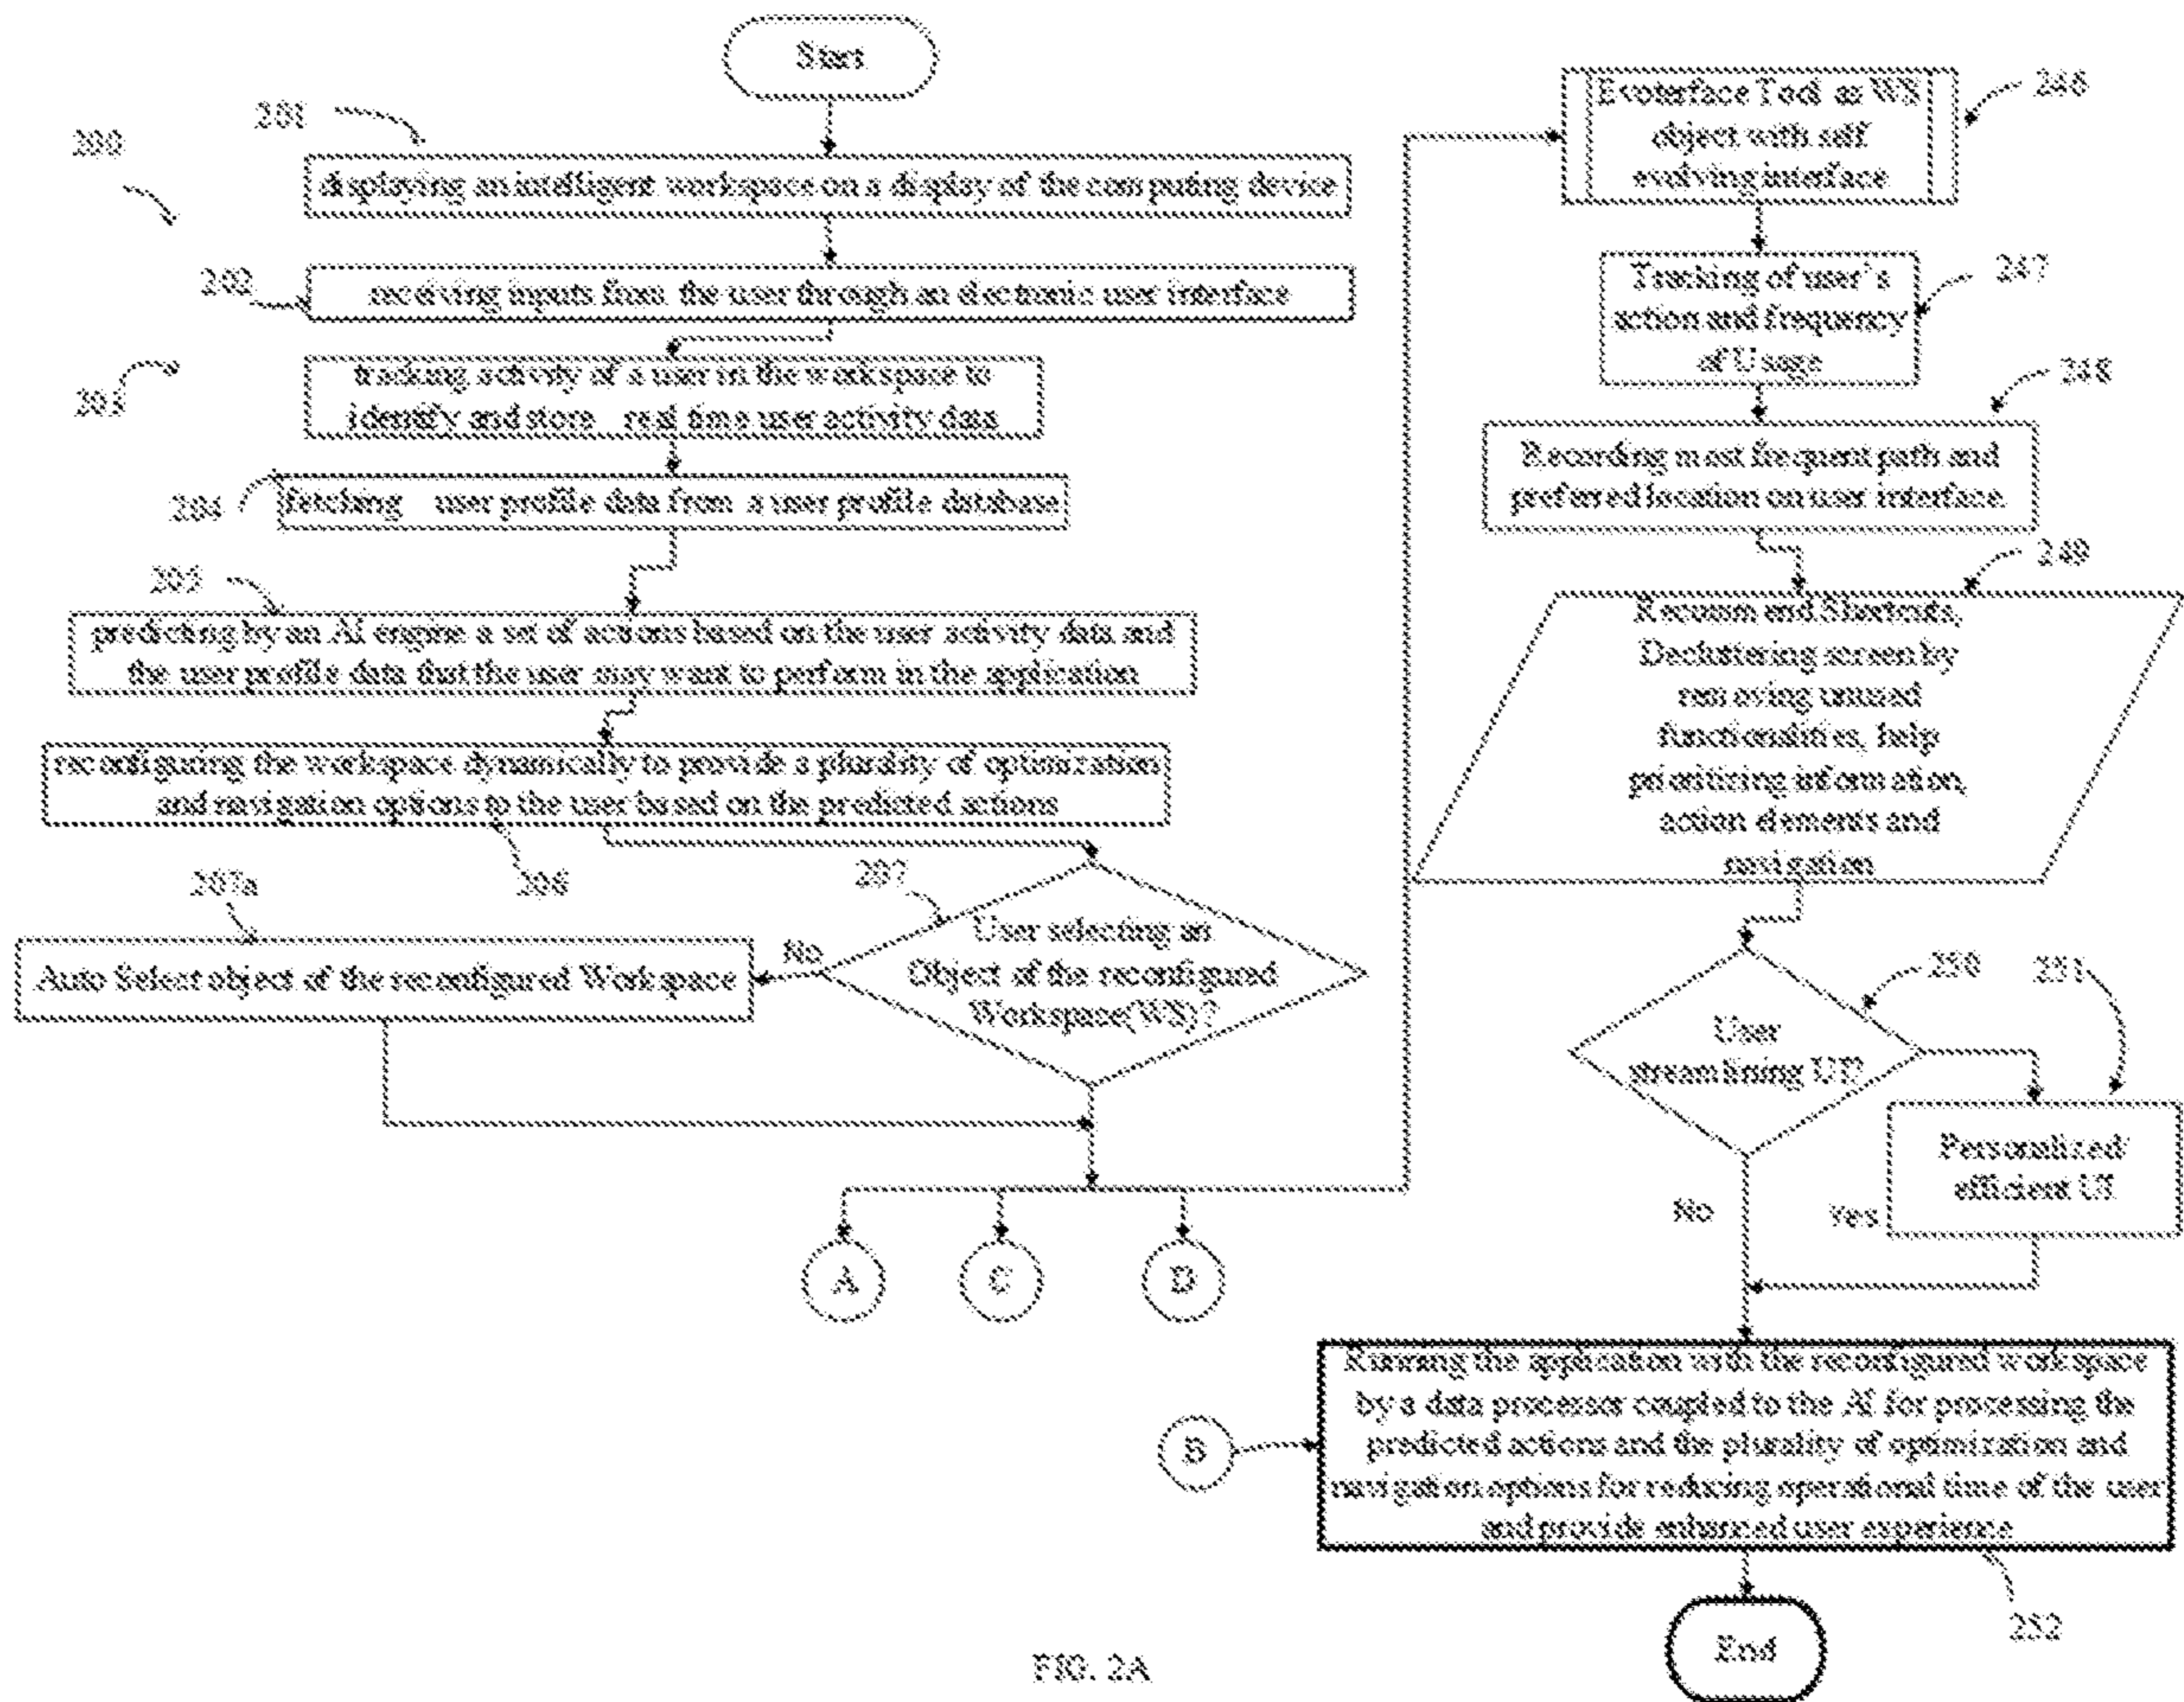 Start
200
201
displaying an intelligent workspace on a display of the computing device
202
receiving inputs from the user through an electronic user interface
203
tracking activity of a user in the workspace to
identify and store real time user activity data
204
fetching user profile data from a user profile database
205
predicting by an AI engine a set of actions based on the user activity data and
the user profile data that the user may want to perform in the application
reconfiguring the workspace dynamically to provide a plurality of optimization
and navigation options to the user based on the predicted actions
206
207
User selecting an
Object of the reconfigured
Workspace(WS)?
No
207a
Auto Select object of the reconfigured Workspace
A
C
D
Evoterface Tool as WS
object with self
evolving interface
246
Tracking of user's
action and frequency
of Usage
247
Recording most frequent path and
preferred location on user interface
248
249
Recommend Shortcuts,
Decluttering screen by
removing unused
functionalities, help
prioritizing information,
action elements and
navigation
250
User
streamlining UI?
251
Personalized/
efficient UI
No
Yes
B
Running the application with the reconfigured workspace
by a data processor coupled to the AI for processing the
predicted actions and the plurality of optimization and
navigation options for reducing operational time of the user
and provide enhanced user experience
252
End
FIG. 2A